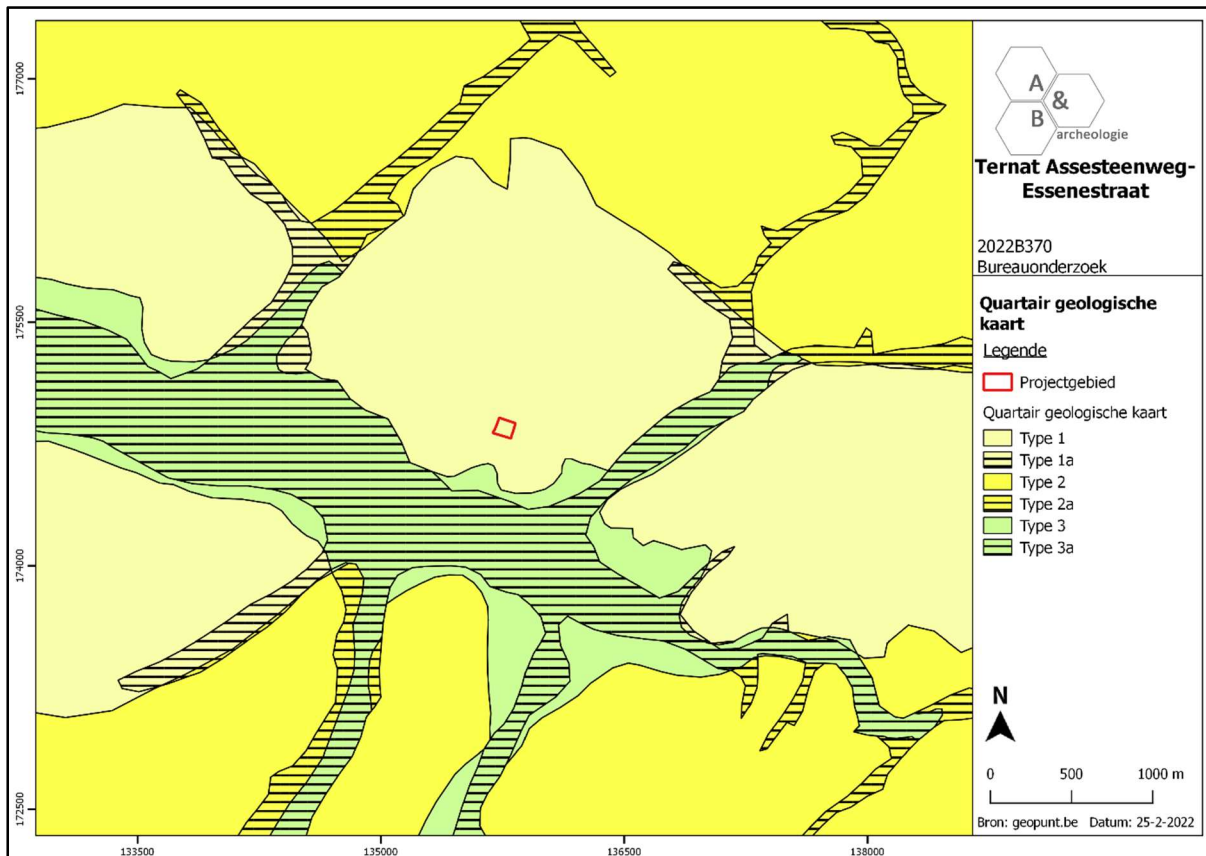 177000
175500
174000
172500
133500
135000
136500
138000
A
&
B
archeologie
Ternat Assesteenweg-
Essenestraat
2022B370
Bureauonderzoek
Quartair geologische
kaart
Legende
Projectgebied
Quartair geologische kaart
Type 1
Type 1a
Type 2
Type 2a
Type 3
Type 3a
N
0 500 1000 m
Bron: geopunt.be Datum: 25-2-2022